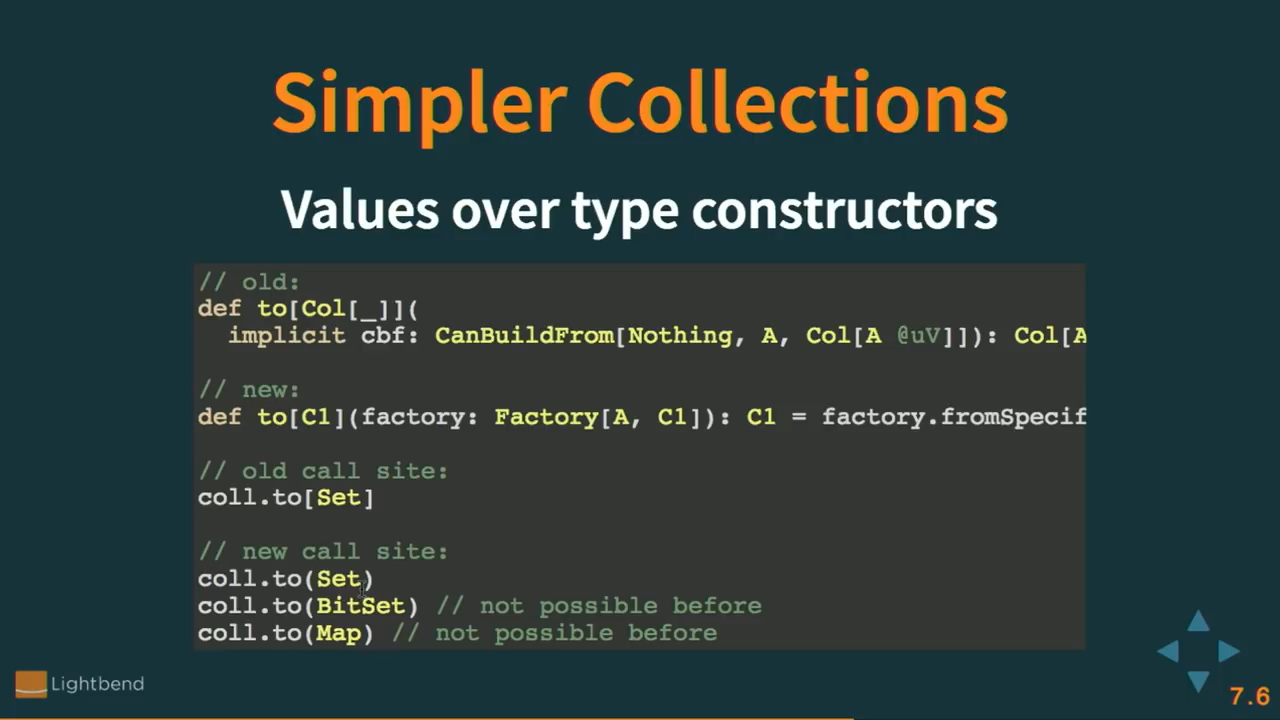 Simpler Collections
Values over type constructors
// old:
def to[Col[_]](
  implicit cbf: CanBuildFrom[Nothing, A, Col[A @uV]]): Col[A

// new:
def to[C1](factory: Factory[A, C1]): C1 = factory.fromSpecif

// old call site:
coll.to[Set]

// new call site:
coll.to(Set)
coll.to(BitSet) // not possible before
coll.to(Map) // not possible before
Lightbend
7.6